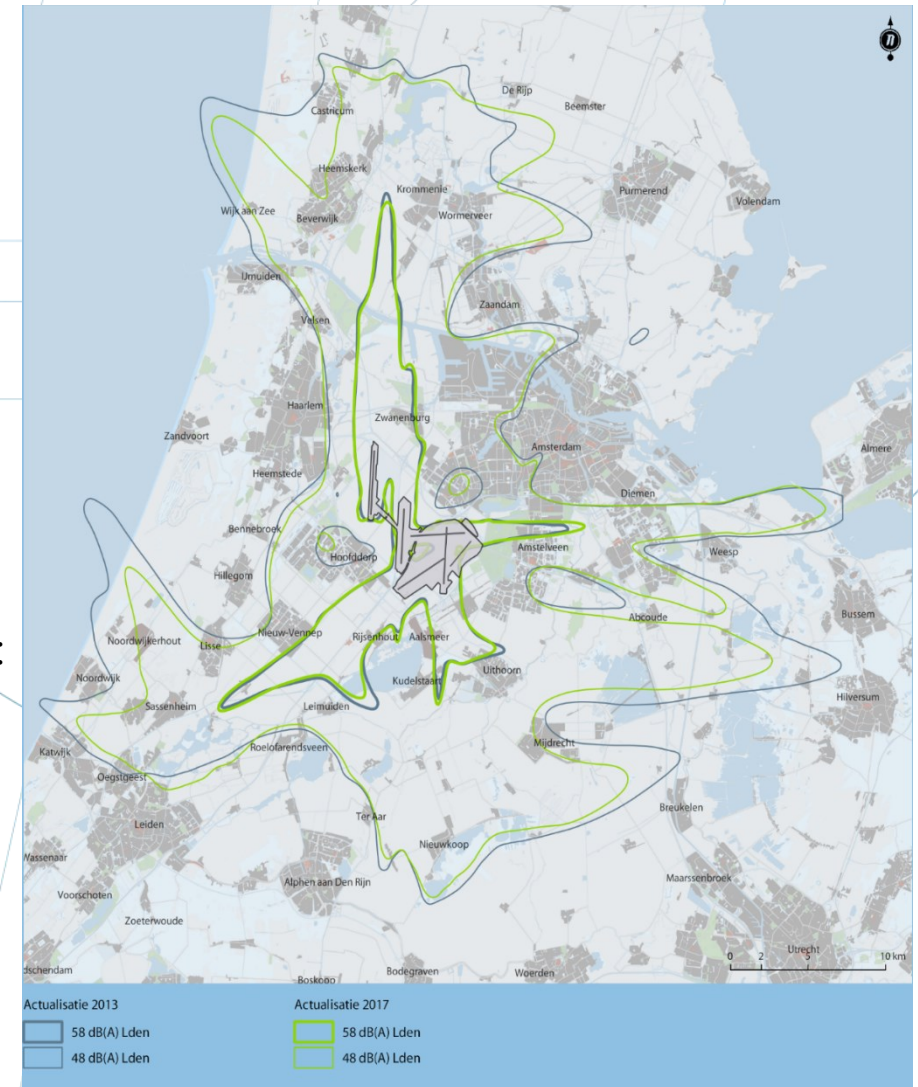 n
De Rijp
Castricum
Beemster
Heemskerk
Krommenie
Purmerend
Volendam
Wijk aan Zee
Beverwijk
Wormerveer
IJmuiden
Zaandam
Velsen
Haarlem
Zwanenburg
Zandvoort
Amsterdam
Almere
Heemstede
Diemen
Bennebroek
Hoofddorp
Amstelveen
Weesp
Hillegom
Abcoude
Bussem
Noordwijkerhout
Lisse
Nieuw-Vennep
Rijsenhout
Aalsmeer
Noordwijk
Kudelstaart
Uithoorn
Sassenheim
Leimuiden
Hilversum
Katwijk
Roelofarendsveen
Mijdrecht
Oegstgeest
Leiden
Ter Aar
Breukelen
Nieuwkoop
Wassenaar
Alphen aan Den Rijn
Maarssenbroek
Voorschoten
Zoeterwoude
Utrecht
0 2 5 10 km
dschendam
Boskoop
Bodegraven
Woerden
Actualisatie 2013
58 dB(A) Lden
48 dB(A) Lden
Actualisatie 2017
58 dB(A) Lden
48 dB(A) Lden